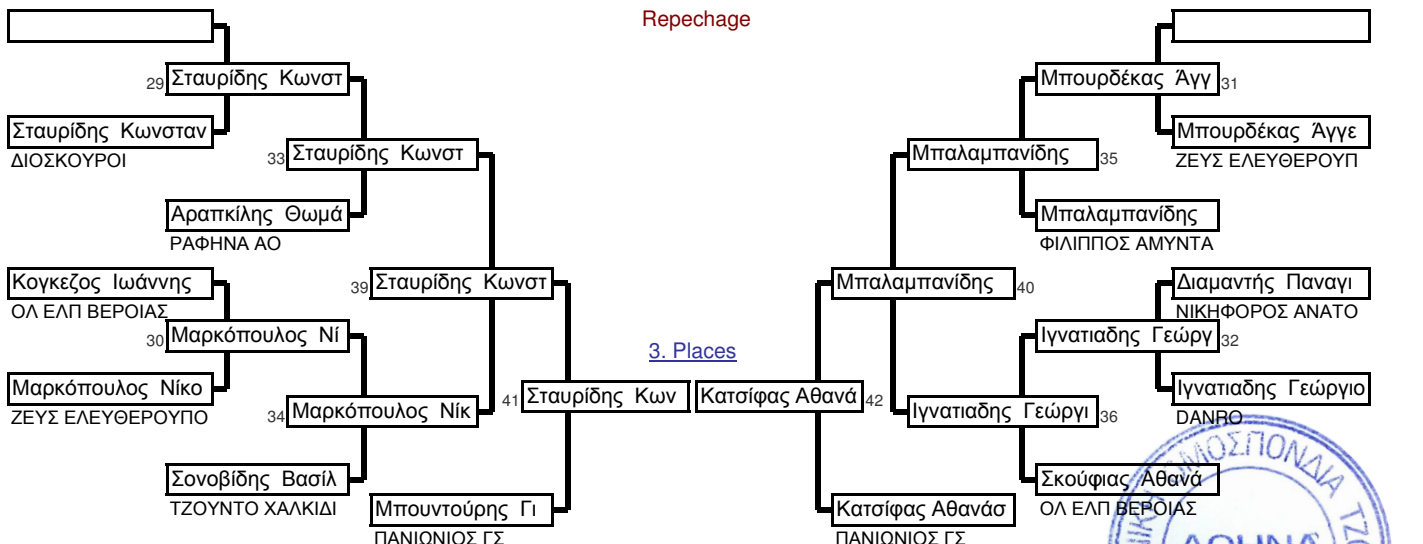 Repechage
29 Σταυρίδης Κωνστ
Μπουρδέκας Άγγ 31
Σταυρίδης Κωνσταν
ΔΙΟΣΚΟΥΡΟΙ
Μπουρδέκας Άγγε
ΖΕΥΣ ΕΛΕΥΘΕΡΟΥΠ
33 Σταυρίδης Κωνστ
Μπαλαμπανίδης 35
Αραπκίλης Θωμά
ΡΑΦΗΝΑ ΑΟ
Μπαλαμπανίδης
ΦΙΛΙΠΠΟΣ ΑΜΥΝΤΑ
Κογκεζος Ιωάννης
ΟΛ ΕΛΠ ΒΕΡΟΙΑΣ
39 Σταυρίδης Κωνστ
Μπαλαμπανίδης 40
Διαμαντής Παναγι
ΝΙΚΗΦΟΡΟΣ ΑΝΑΤΟ
30 Μαρκόπουλος Νί
Ιγνατιαδης Γεώργ 32
3. Places
Μαρκόπουλος Νίκο
ΖΕΥΣ ΕΛΕΥΘΕΡΟΥΠΟ
34 Μαρκόπουλος Νίκ
41 Σταυρίδης Κων
Κατσίφας Αθανά 42
Ιγνατιαδης Γεώργι 36
Ιγνατιαδης Γεώργιο
DANRO
Σονοβίδης Βασίλ
ΤΖΟΥΝΤΟ ΧΑΛΚΙΔΙ
Σκούφιας Αθανά
ΟΛ ΕΛΠ ΒΕΡΟΙΑΣ
Μπουντούρης Γι
ΠΑΝΙΩΝΙΟΣ ΓΣ
Κατσίφας Αθανάσ
ΠΑΝΙΩΝΙΟΣ ΓΣ